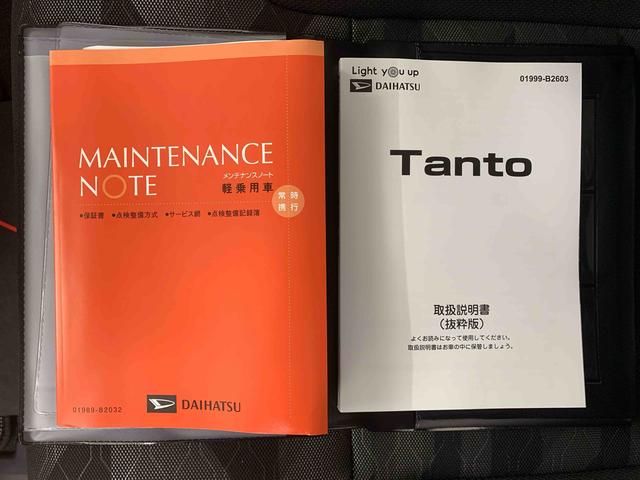 MAINTENANCE
NOTE
メンテナンスノート
軽乗用車
常時
携行
●保証書 ●点検整備方式 ●サービス網 ●点検整備記録簿
01989-B2032
DAIHATSU
Light you up
DAIHATSU
01999-B2603
Tanto
取扱説明書
（抜粋版）
よくお読みになって使用してください。
取扱説明書はお車の中に保管しましょう。